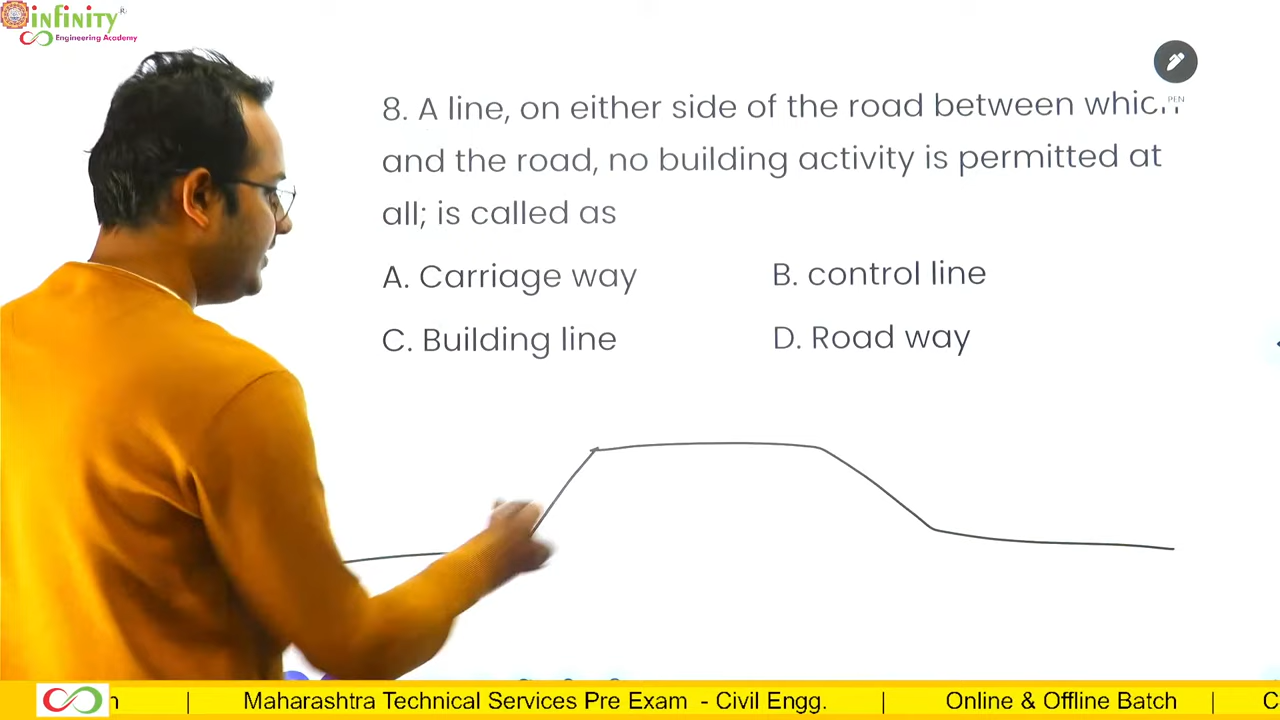 infinity
Engineering Academy
PEN
8. A line, on either side of the road between which
and the road, no building activity is permitted at
all; is called as
A. Carriage way
B. control line
C. Building line
D. Road way
n | Maharashtra Technical Services Pre Exam - Civil Engg. | Online & Offline Batch | C